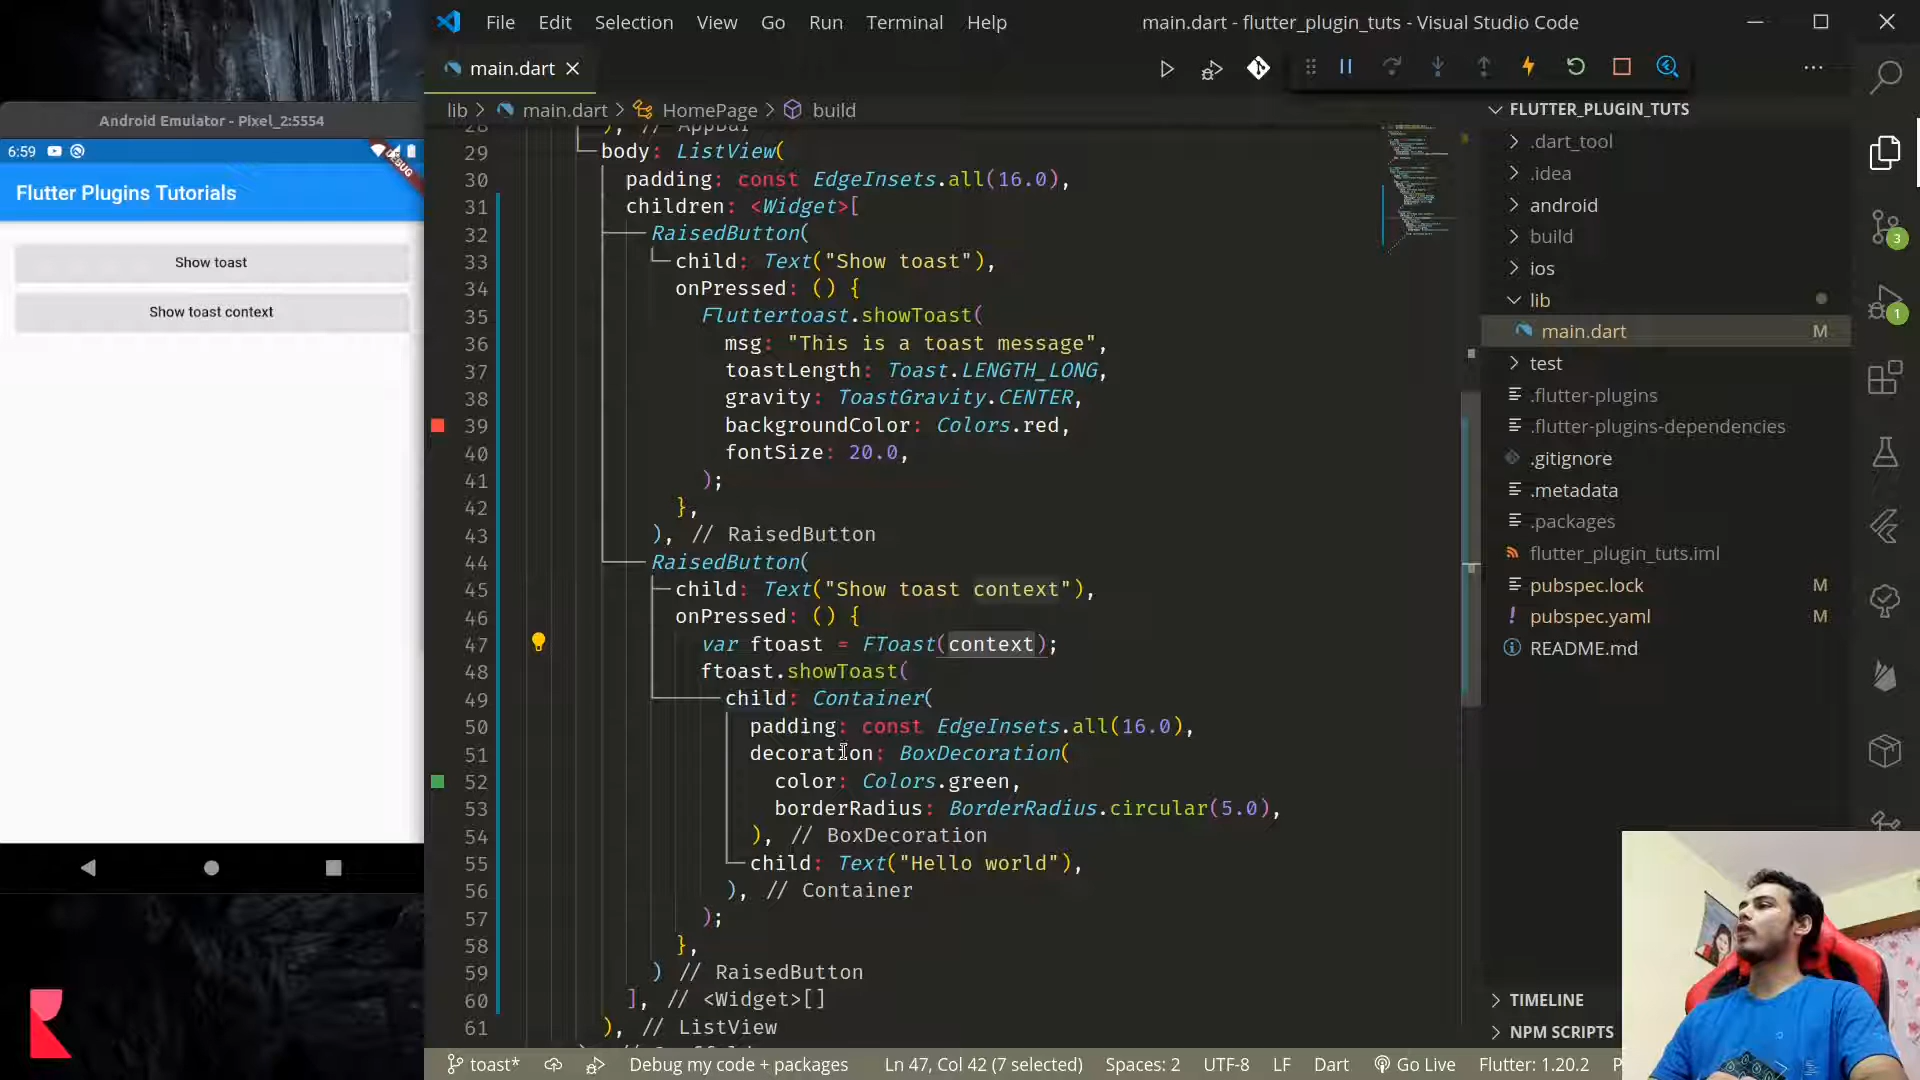 File Edit Selection View Go Run Terminal Help
main.dart - flutter_plugin_tuts - Visual Studio Code
main.dart
lib > main.dart > HomePage > build
Android Emulator - Pixel_2:5554
6:59
DEBUG
Flutter Plugins Tutorials
Show toast
Show toast context
28 ), // AppBar
29 body: ListView(
30 padding: const EdgeInsets.all(16.0),
31 children: <Widget>[
32 RaisedButton(
33 child: Text("Show toast"),
34 onPressed: () {
35 Fluttertoast.showToast(
36 msg: "This is a toast message",
37 toastLength: Toast.LENGTH_LONG,
38 gravity: ToastGravity.CENTER,
39 backgroundColor: Colors.red,
40 fontSize: 20.0,
41 );
42 },
43 ), // RaisedButton
44 RaisedButton(
45 child: Text("Show toast context"),
46 onPressed: () {
47 var ftoast = FToast(context);
48 ftoast.showToast(
49 child: Container(
50 padding: const EdgeInsets.all(16.0),
51 decoration: BoxDecoration(
52 color: Colors.green,
53 borderRadius: BorderRadius.circular(5.0),
54 ), // BoxDecoration
55 child: Text("Hello world"),
56 ), // Container
57 );
58 },
59 ) // RaisedButton
60 ], // <Widget>[]
61 ), // ListView
FLUTTER_PLUGIN_TUTS
.dart_tool
.idea
android
build
ios
lib
main.dart M
test
.flutter-plugins
.flutter-plugins-dependencies
.gitignore
.metadata
.packages
flutter_plugin_tuts.iml
pubspec.lock M
pubspec.yaml M
README.md
TIMELINE
NPM SCRIPTS
3
1
toast* Debug my code + packages Ln 47, Col 42 (7 selected) Spaces: 2 UTF-8 LF Dart Go Live Flutter: 1.20.2